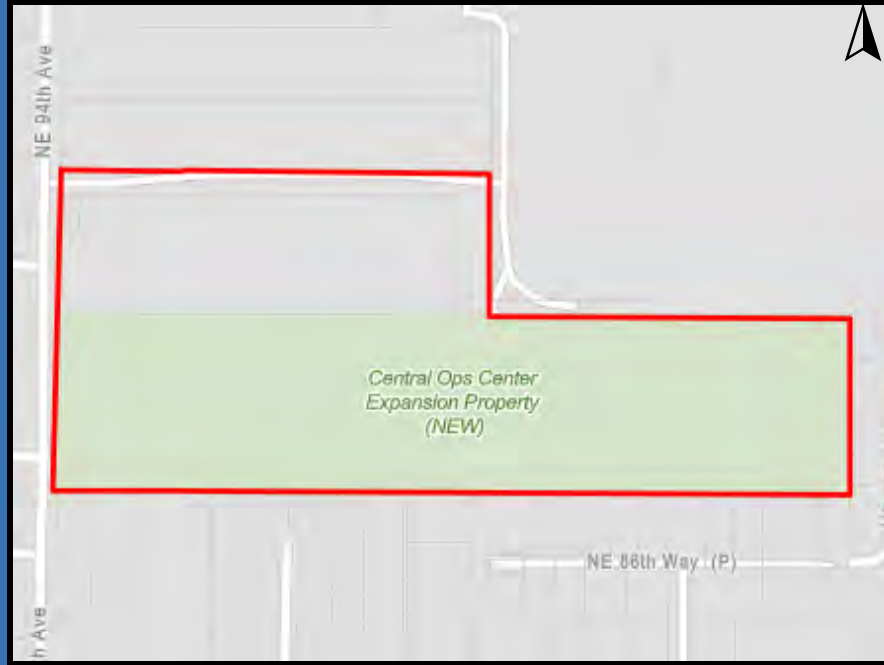 NE 94th Ave
Central Ops Center
Expansion Property
(NEW)
NE 86th Way (P)
h Ave